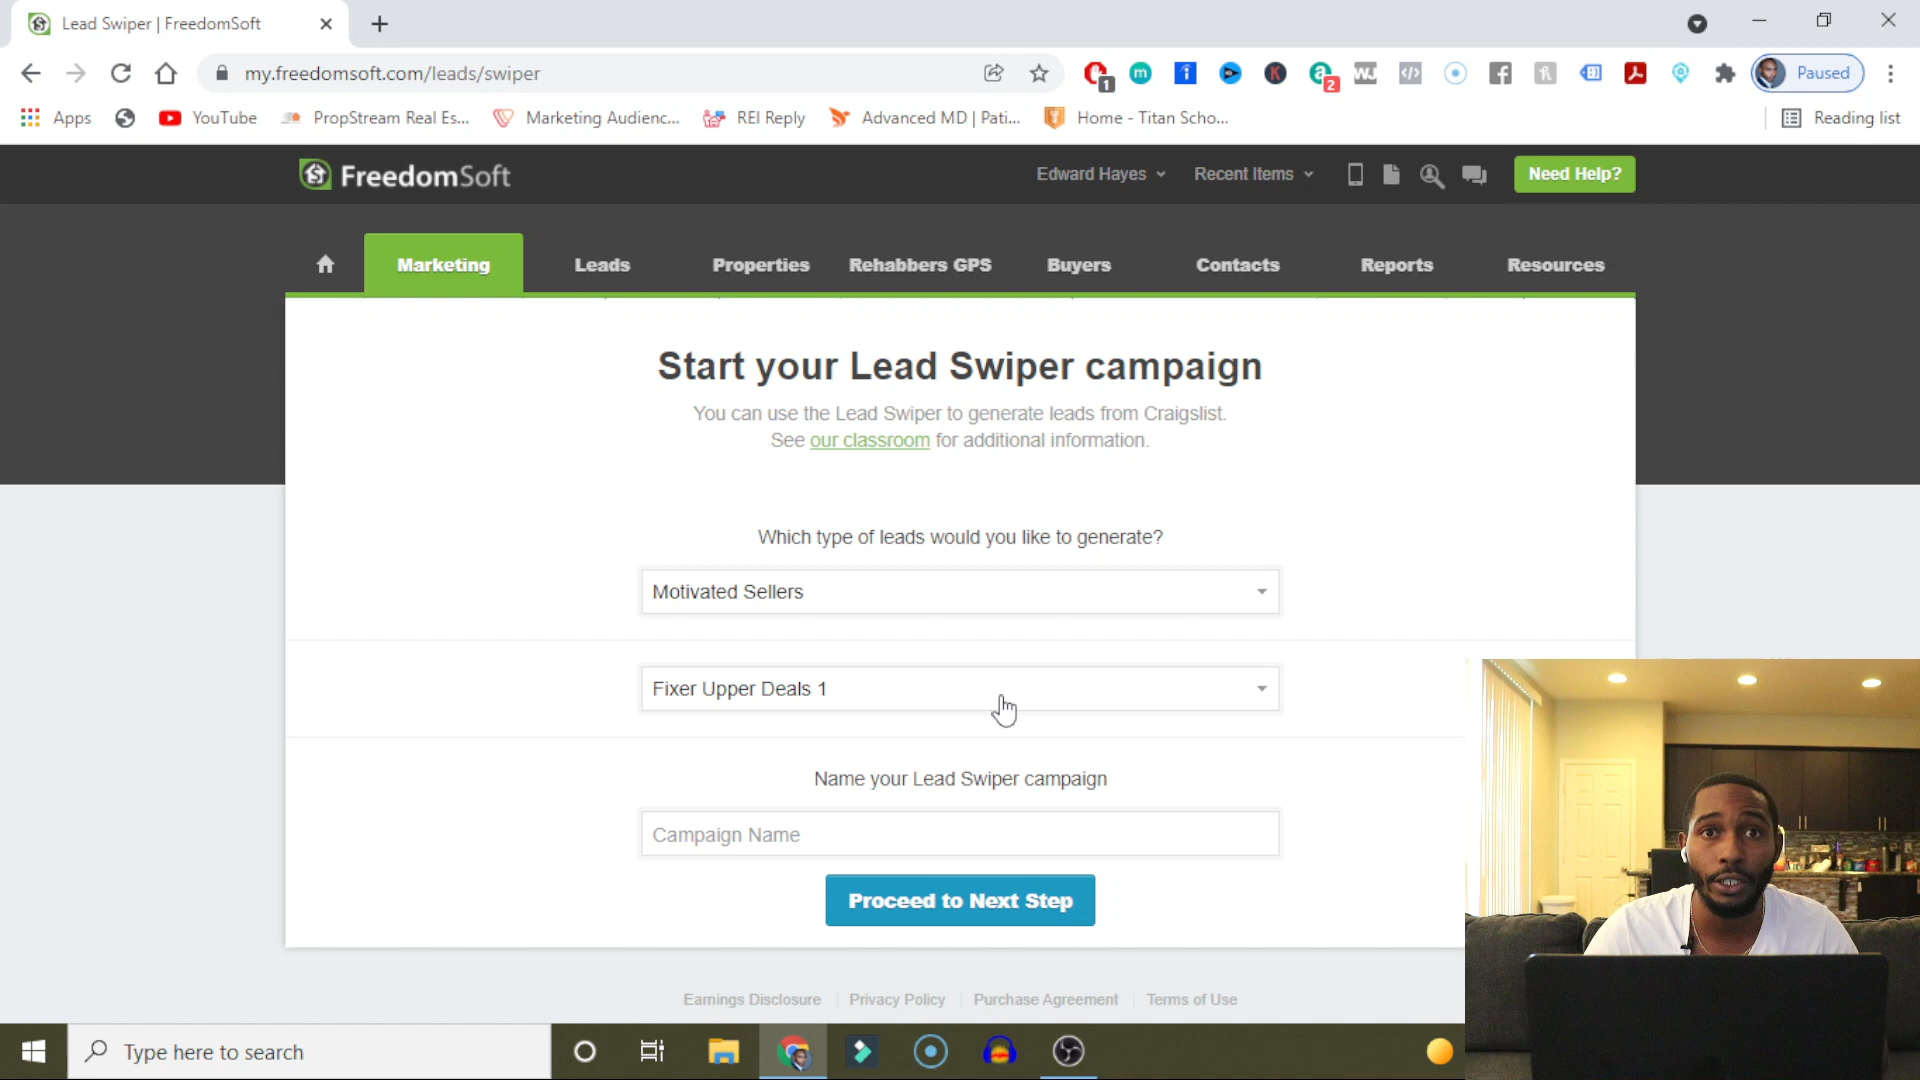 Lead Swiper | FreedomSoft
my.freedomsoft.com/leads/swiper
1
m
K
a
2
WJ
Paused
Apps
YouTube
PropStream Real Es...
Marketing Audienc...
REI Reply
Advanced MD | Pati...
Home - Titan Scho...
Reading list
FreedomSoft
Edward Hayes
Recent Items
Need Help?
Marketing
Leads
Properties
Rehabbers GPS
Buyers
Contacts
Reports
Resources
Start your Lead Swiper campaign
You can use the Lead Swiper to generate leads from Craigslist.
See our classroom for additional information.
Which type of leads would you like to generate?
Motivated Sellers
Fixer Upper Deals 1
Name your Lead Swiper campaign
Campaign Name
Proceed to Next Step
Earnings Disclosure
Privacy Policy
Purchase Agreement
Terms of Use
Type here to search